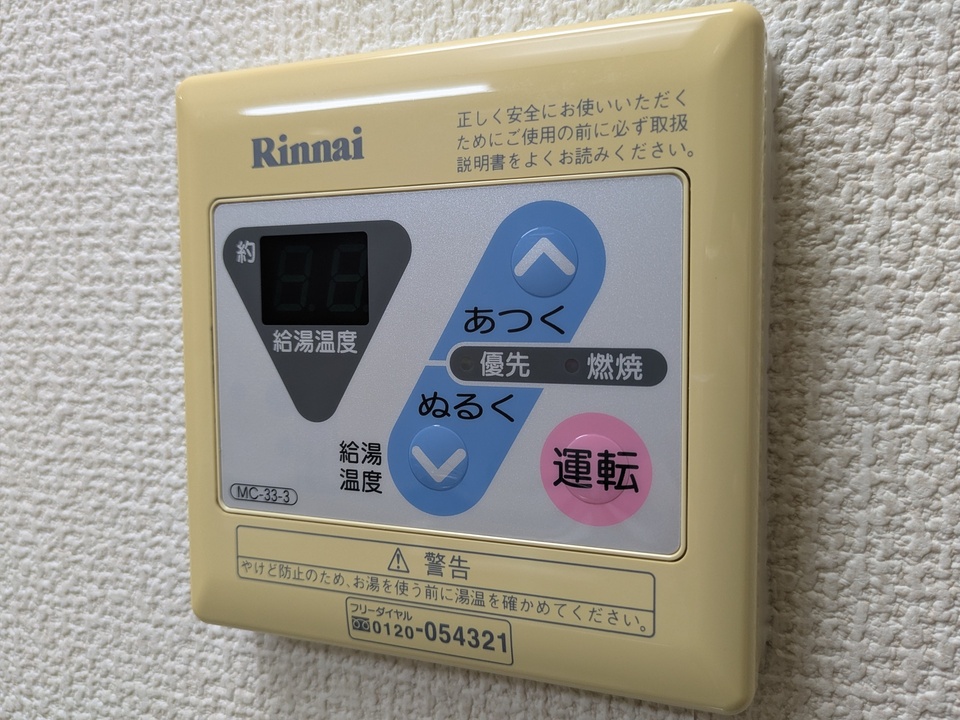 Rinnai
正しく安全にお使いいただく
ためにご使用の前に必ず取扱
説明書をよくお読みください。
約
給湯温度
あつく
優先 燃焼
ぬるく
給湯
温度
運転
MC-33-3
警告
やけど防止のため、お湯を使う前に湯温を確かめてください。
フリーダイヤル
0120-054321